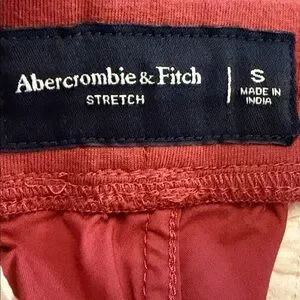 Abercrombie & Fitch
STRETCH
S
MADE IN
INDIA